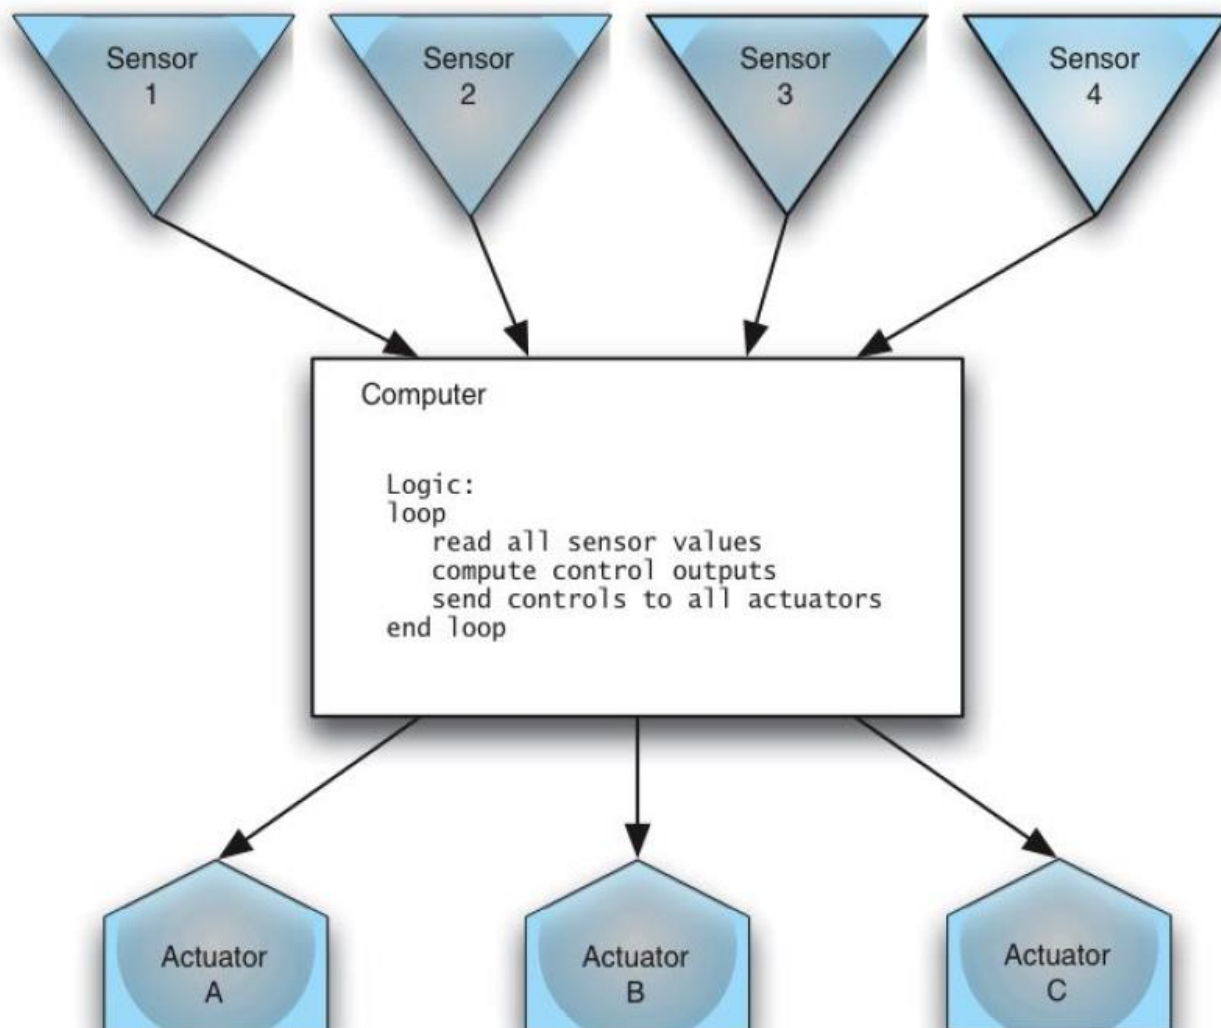 Sensor
1
Sensor
2
Sensor
3
Sensor
4
Computer
Logic:
loop
read all sensor values
compute control outputs
send controls to all actuators
end loop
Actuator
A
Actuator
B
Actuator
C